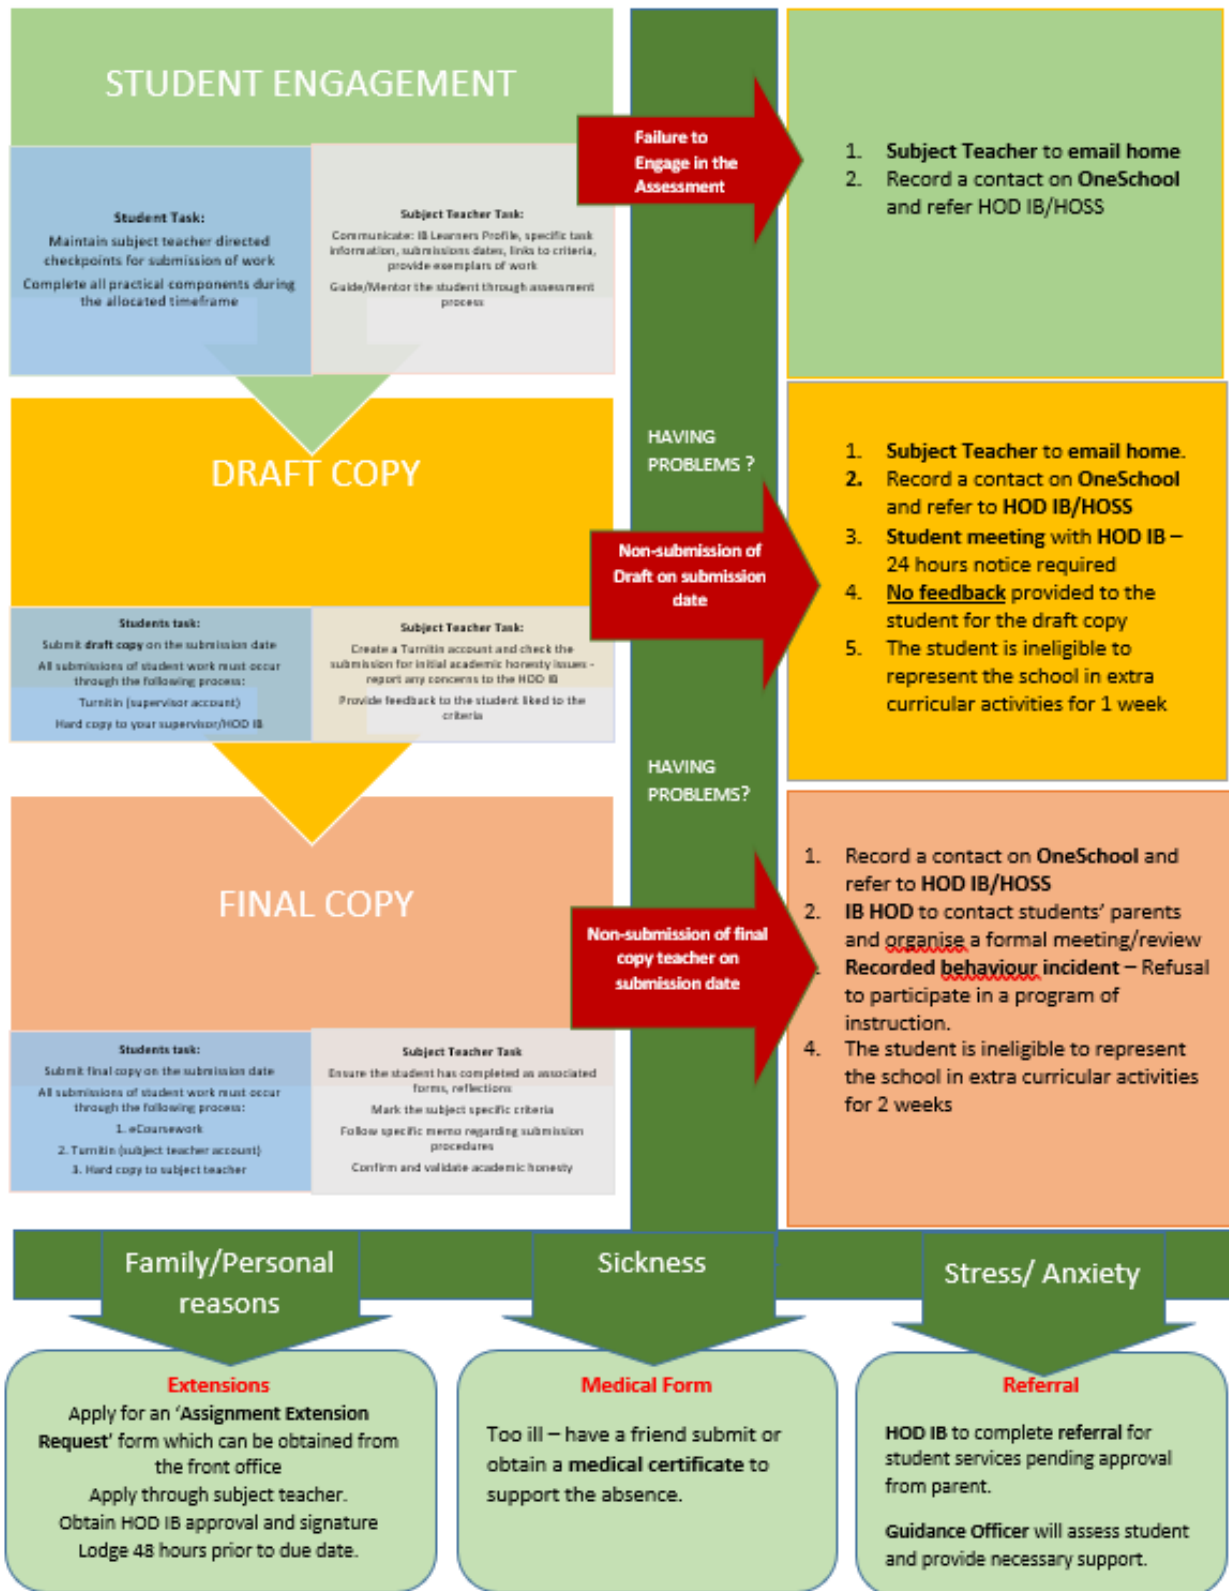 STUDENT ENGAGEMENT
Student Task:
Maintain subject teacher directed
checkpoints for submission of work
Complete all practical components during
the allocated timeframe
Subject Teacher Task:
Communicate: IB Learners Profile, specific task
information, submissions dates, links to criteria,
provide exemplars of work
Guide/Mentor the student through assessment
process
Failure to
Engage in the
Assessment
1. Subject Teacher to email home
2. Record a contact on OneSchool
and refer HOD IB/HOSS
HAVING
PROBLEMS ?
DRAFT COPY
Students task:
Submit draft copy on the submission date
All submissions of student work must occur
through the following process:
Turnitin (supervisor account)
Hard copy to your supervisor/HOD IB
Subject Teacher Task:
Create a Turnitin account and check the
submission for initial academic honesty issues -
report any concerns to the HOD IB
Provide feedback to the student liked to the
criteria
Non-submission of
Draft on submission
date
1. Subject Teacher to email home.
2. Record a contact on OneSchool
and refer to HOD IB/HOSS
3. Student meeting with HOD IB –
24 hours notice required
4. No feedback provided to the
student for the draft copy
5. The student is ineligible to
represent the school in extra
curricular activities for 1 week
HAVING
PROBLEMS?
FINAL COPY
Students task:
Submit final copy on the submission date
All submissions of student work must occur
through the following process:
1. eCoursework
2. Turnitin (subject teacher account)
3. Hard copy to subject teacher
Subject Teacher Task
Ensure the student has completed as associated
forms, reflections
Mark the subject specific criteria
Follow specific memo regarding submission
procedures
Confirm and validate academic honesty
Non-submission of final
copy teacher on
submission date
1. Record a contact on OneSchool and
refer to HOD IB/HOSS
2. IB HOD to contact students' parents
and organise a formal meeting/review
. Recorded behaviour incident – Refusal
to participate in a program of
instruction.
4. The student is ineligible to represent
the school in extra curricular activities
for 2 weeks
Family/Personal
reasons
Sickness
Stress/ Anxiety
Extensions
Apply for an 'Assignment Extension
Request' form which can be obtained from
the front office
Apply through subject teacher.
Obtain HOD IB approval and signature
Lodge 48 hours prior to due date.
Medical Form
Too ill – have a friend submit or
obtain a medical certificate to
support the absence.
Referral
HOD IB to complete referral for
student services pending approval
from parent.
Guidance Officer will assess student
and provide necessary support.